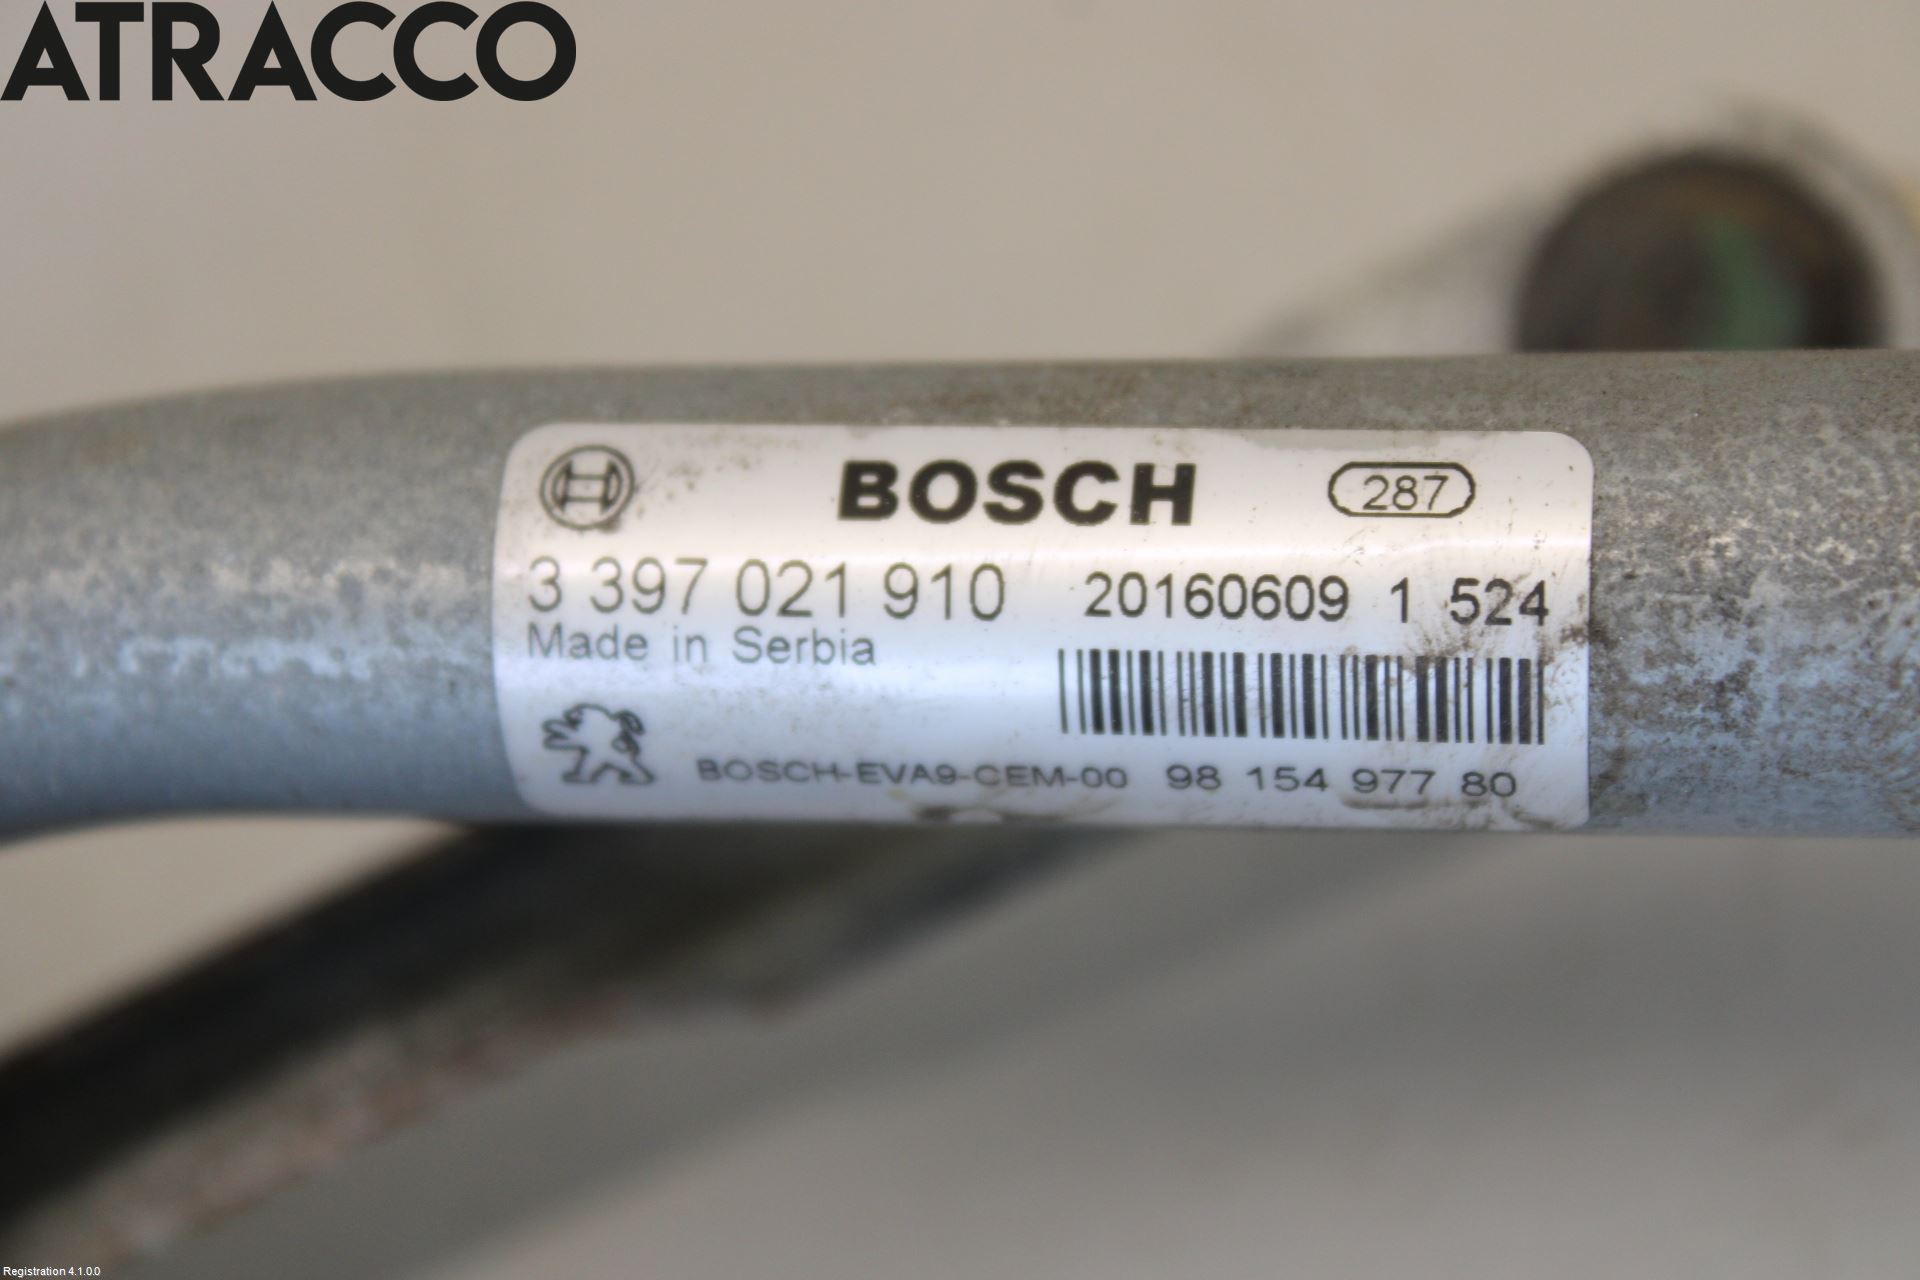 ATRACCO
BOSCH 287
3 397 021 910 20160609 1 524
Made in Serbia
BOSCH-EVA9-CEM-00 98 154 977 80
Registration 4.1.0.0